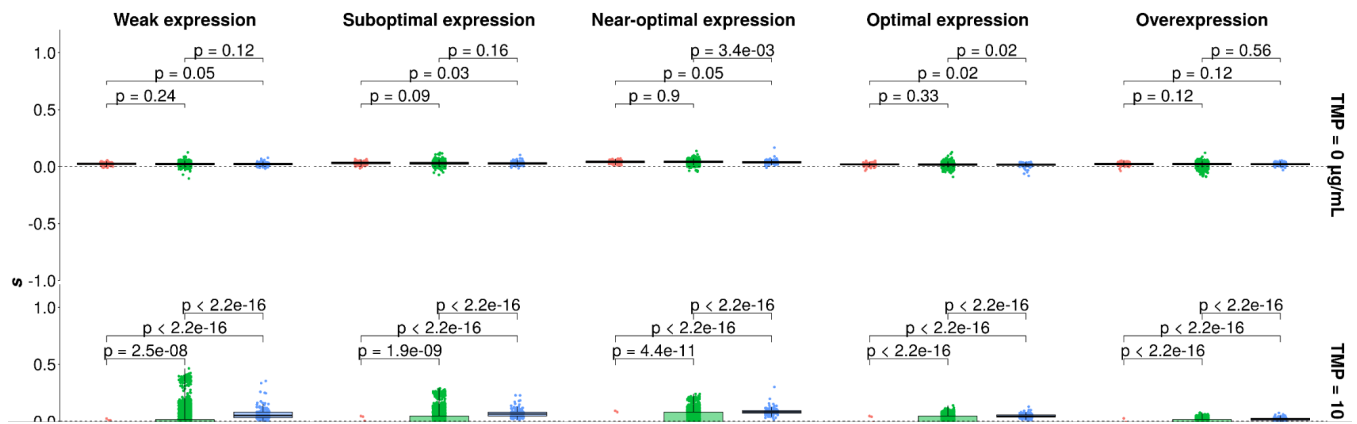 Weak expression Suboptimal expression Near-optimal expression Optimal expression Overexpression
1.0
p = 0.12 p = 0.16 p = 3.4e-03 p = 0.02 p = 0.56
p = 0.05 p = 0.03 p = 0.05 p = 0.02 p = 0.12
0.5
p = 0.24 p = 0.09 p = 0.9 p = 0.33 p = 0.12
0.0
-0.5
-1.0
TMP = 0 µg/mL
s
1.0
p < 2.2e-16 p < 2.2e-16 p < 2.2e-16 p < 2.2e-16 p < 2.2e-16
p < 2.2e-16 p < 2.2e-16 p < 2.2e-16 p < 2.2e-16 p < 2.2e-16
0.5
p = 2.5e-08 p = 1.9e-09 p = 4.4e-11 p < 2.2e-16 p < 2.2e-16
0.0
TMP = 10